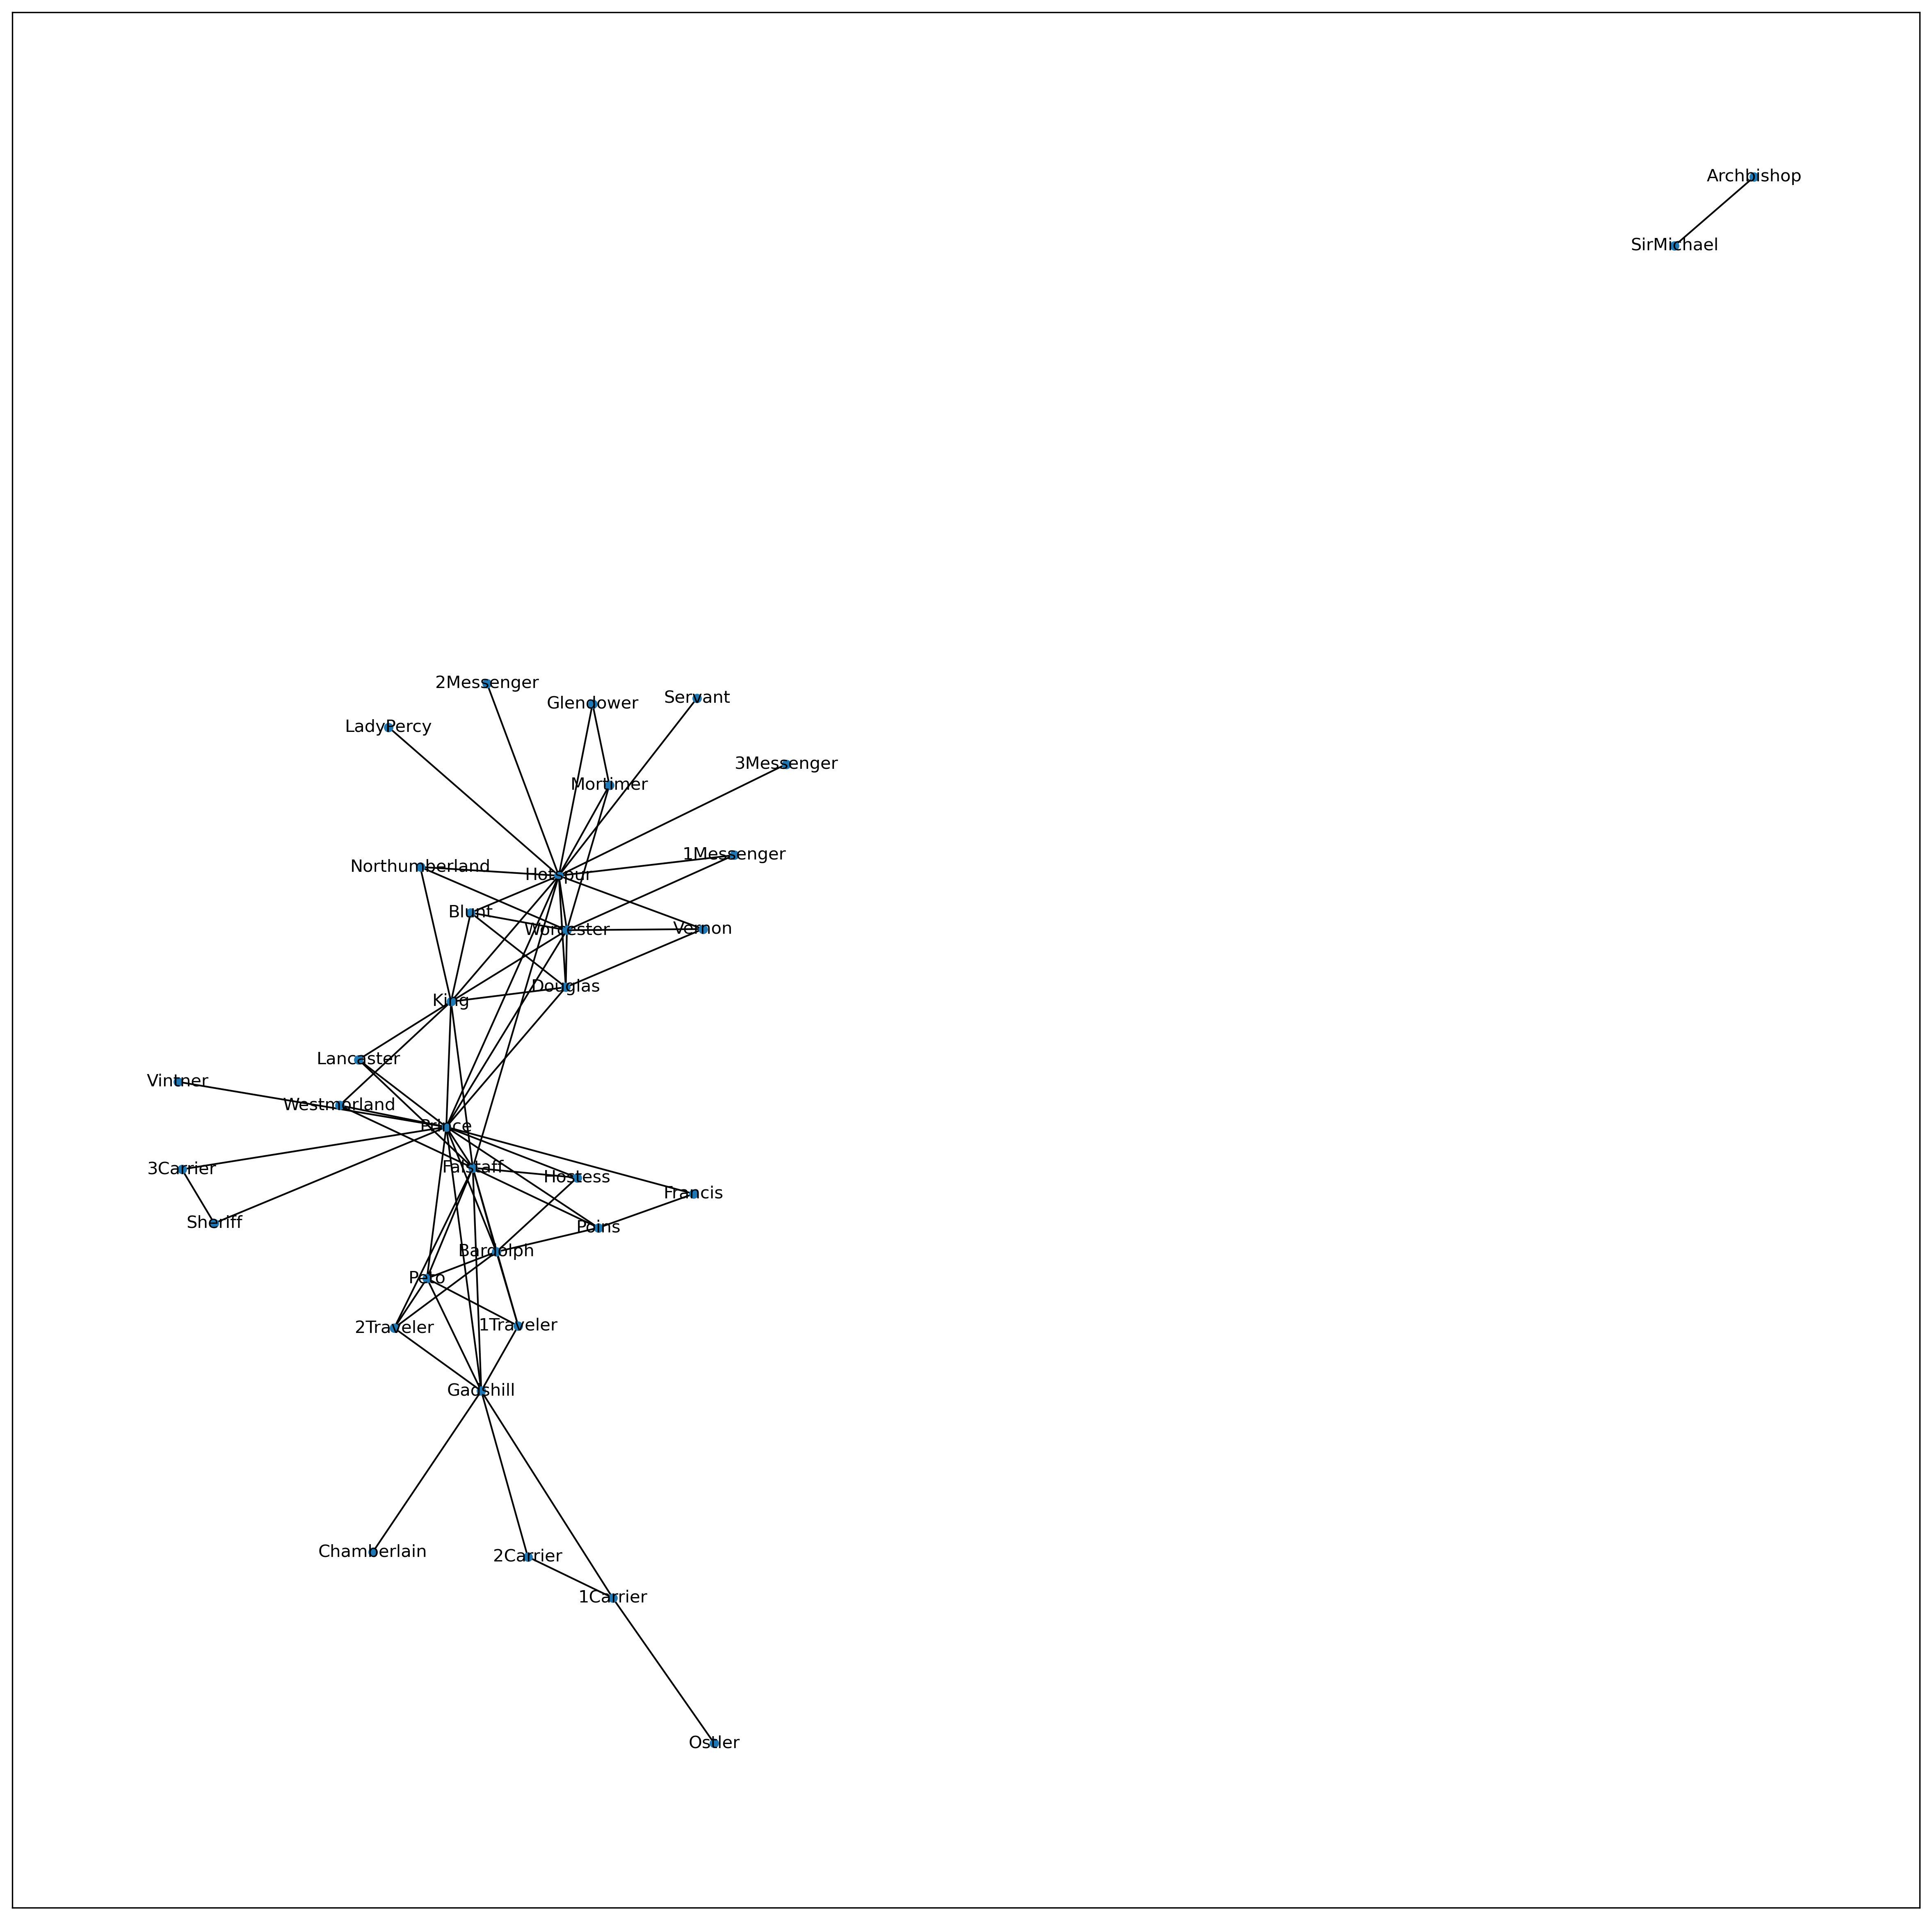 Archbishop
SirMichael
2Messenger
Glendower
Servant
LadyPercy
3Messenger
Mortimer
1Messenger
Northumberland
Hotspur
Blunt
Worcester
Vernon
Douglas
King
Lancaster
Vintner
Westmorland
Prince
Falstaff
3Carrier
Hostess
Francis
Sheriff
Poins
Bardolph
Peto
2Traveler
1Traveler
Gadshill
Chamberlain
2Carrier
1Carrier
Ostler